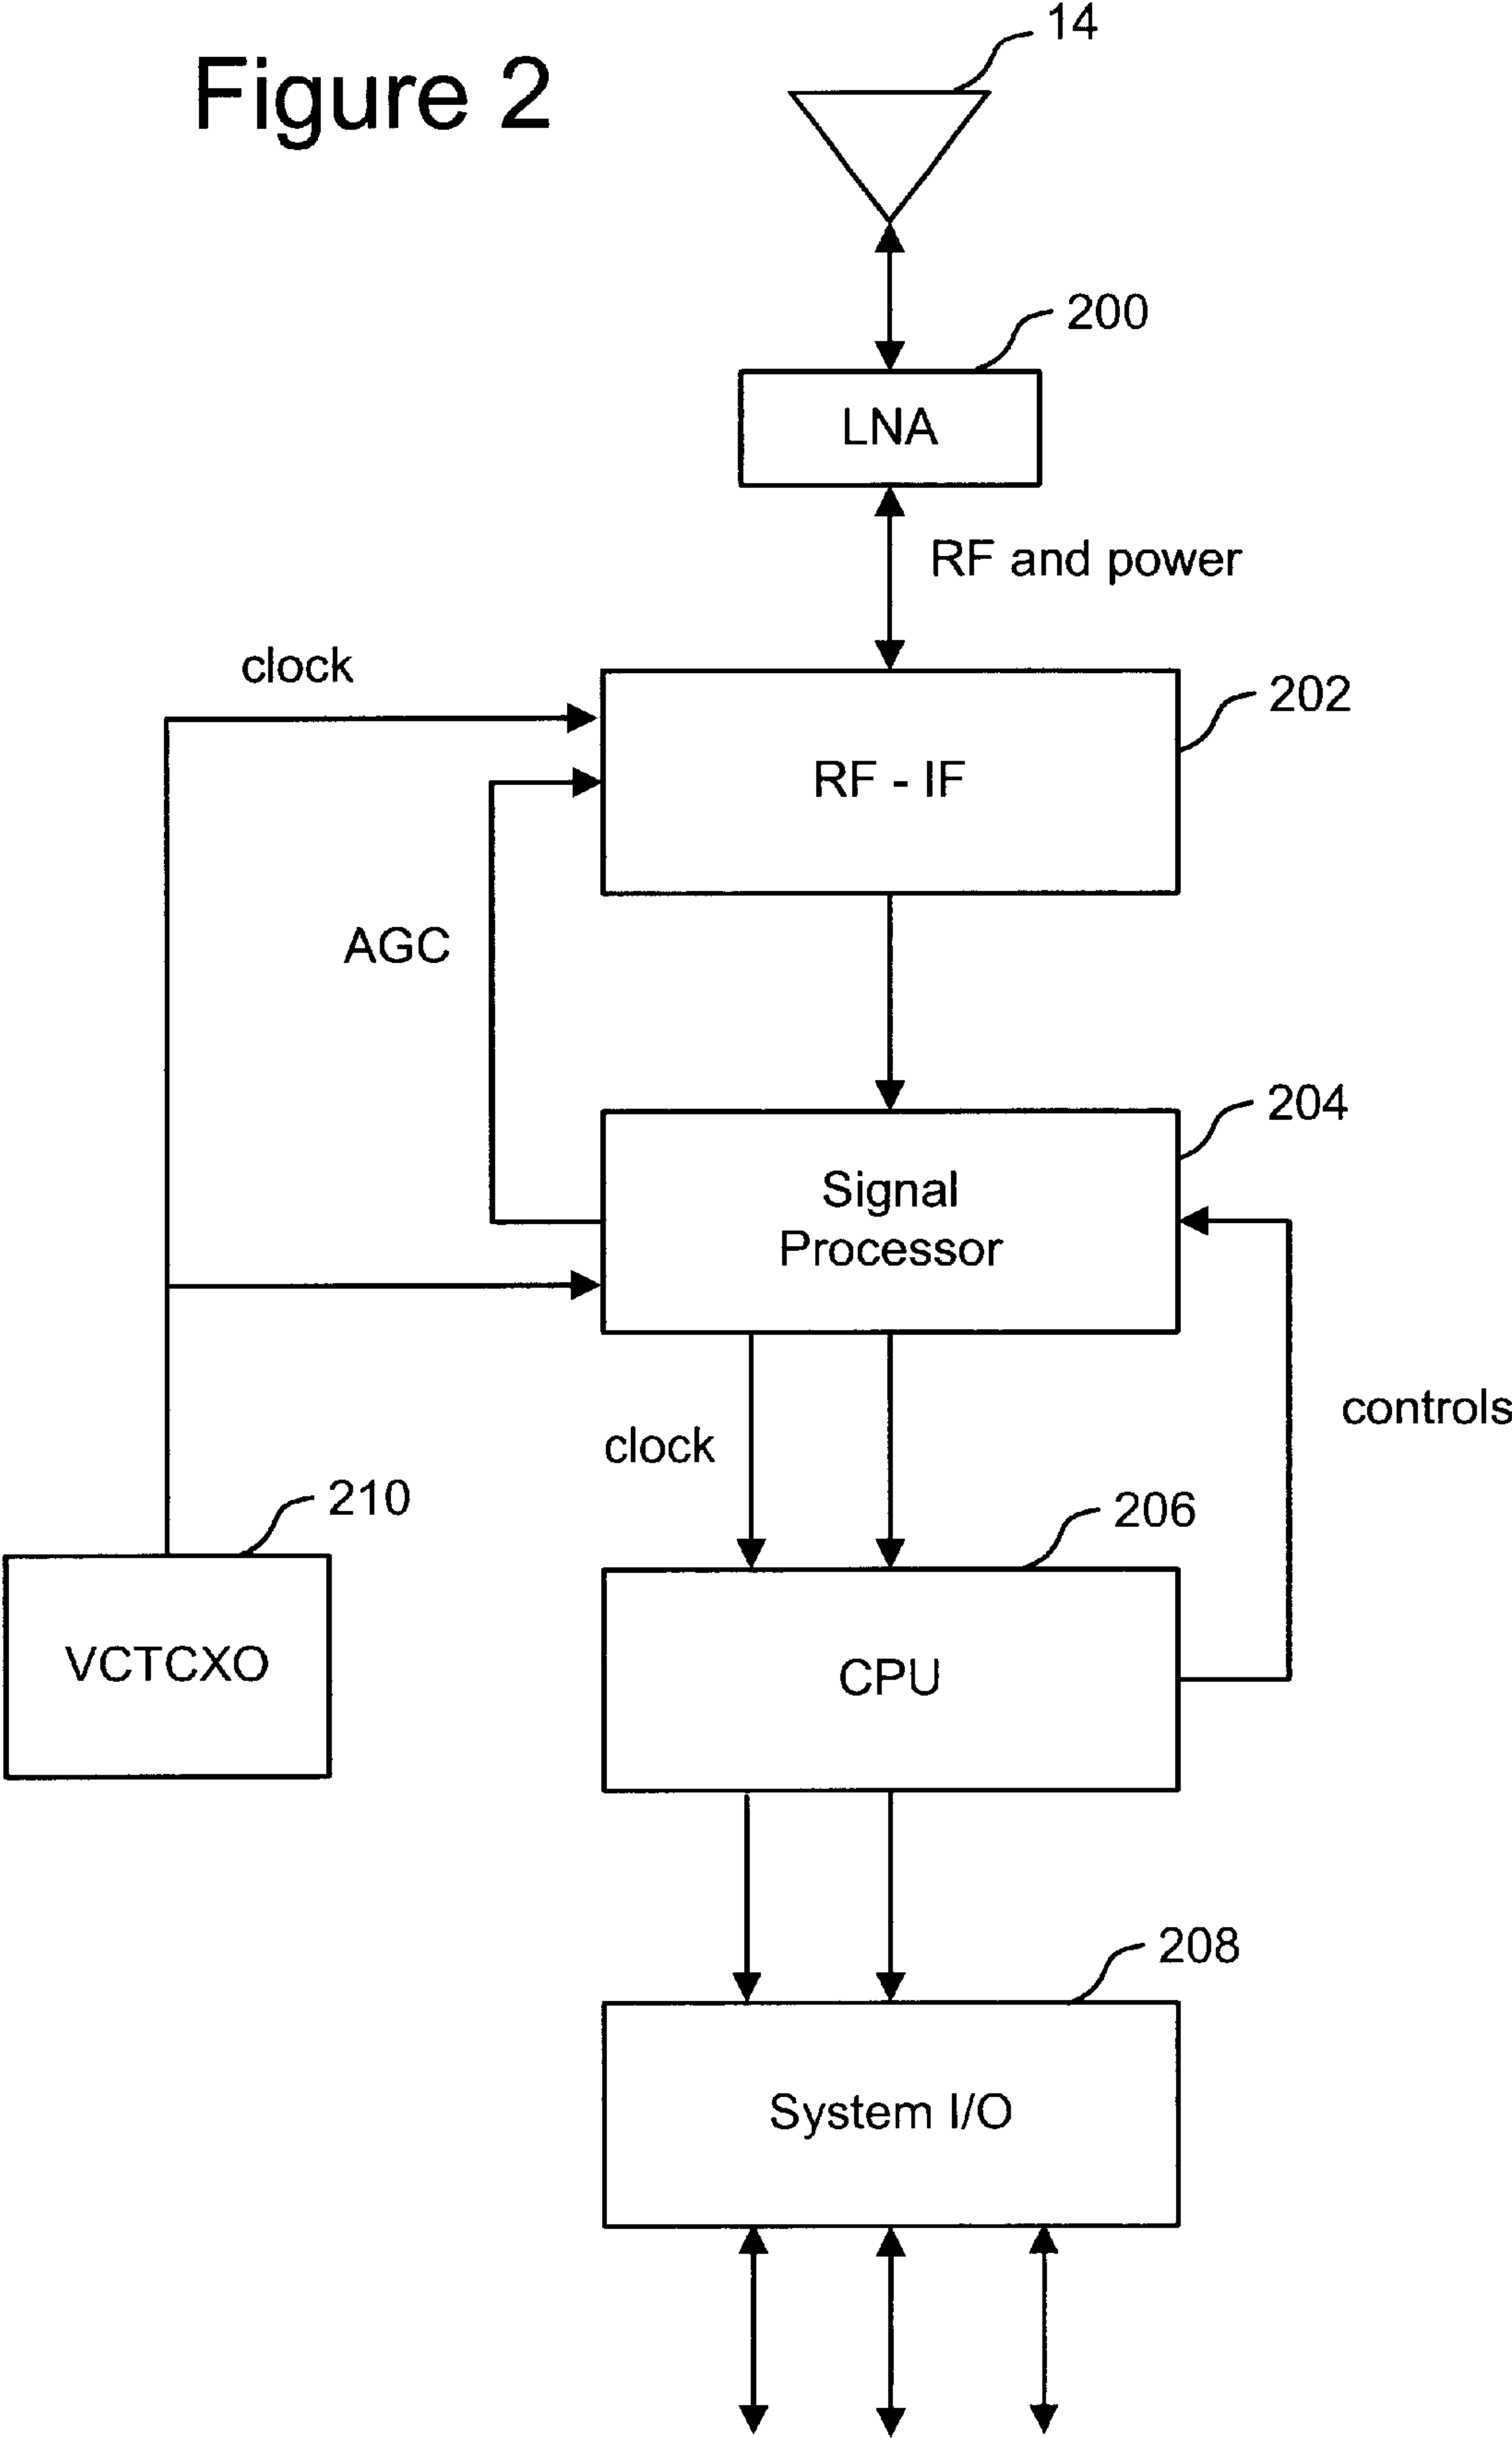 Figure 2
14
200
LNA
RF and power
clock
202
RF - IF
AGC
204
Signal
Processor
controls
clock
210
206
VCTCXO
CPU
208
System I/O